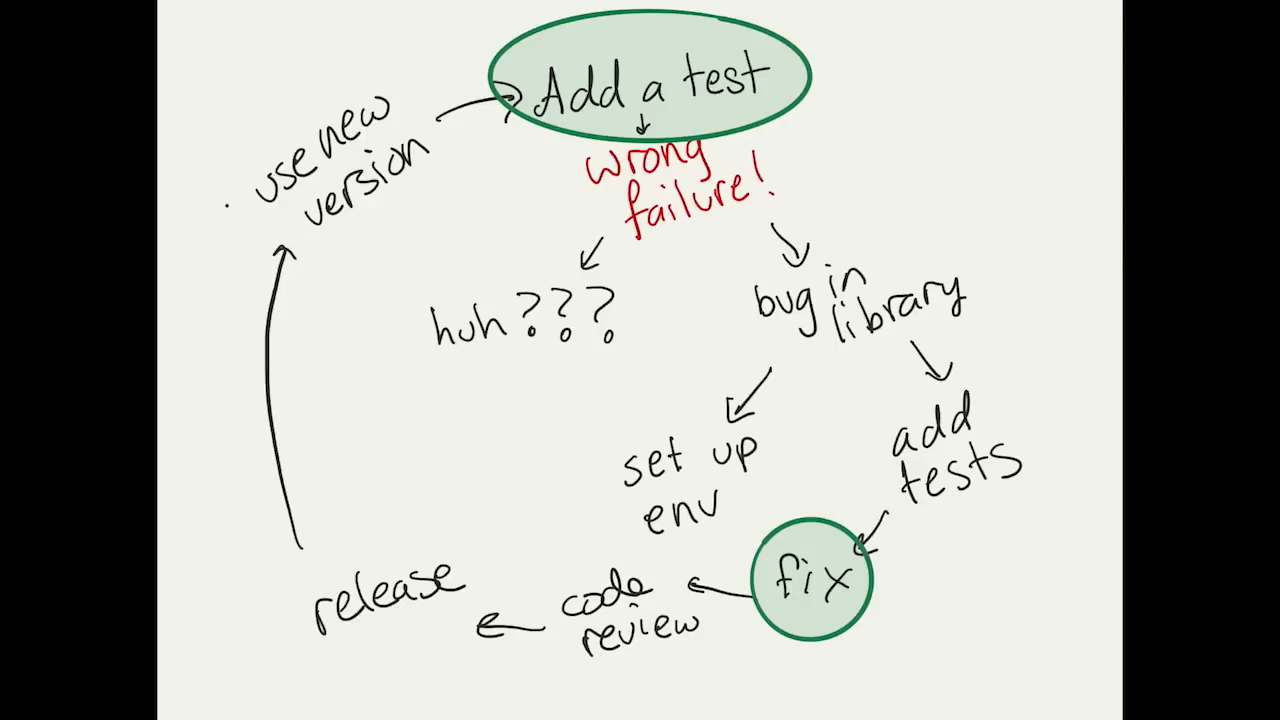 Add a test
use new
version
wrong
failure!
huh???
bug in
library
set up
env
add
tests
fix
code
review
release